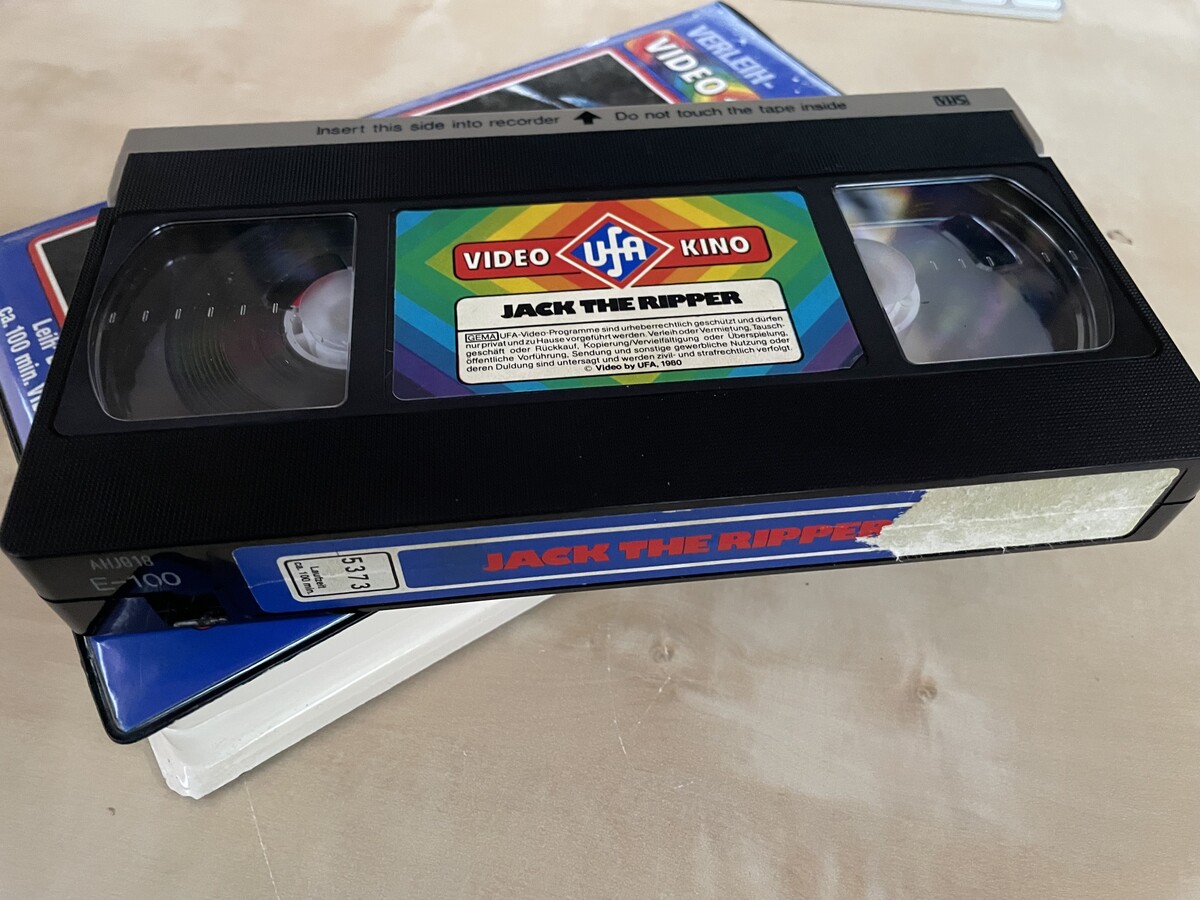 VERLEIH-
VIDEO
Insert this side into recorder Do not touch the tape inside
VHS
VIDEO UFA KINO
JACK THE RIPPER
GEMA UFA-Video-Programme sind urheberrechtlich geschützt und dürfen
nur privat und zu Hause vorgeführt werden. Verleih oder Vermietung, Tausch-
geschäft oder Rückkauf, Kopierung/Vervielfältigung oder Überspielung,
öffentliche Vorführung, Sendung und sonstige gewerbliche Nutzung oder
deren Duldung sind untersagt und werden zivil- und strafrechtlich verfolgt.
© Video by UFA, 1980
ca. 100 min.
AHJ918
E-100
5373
Laufzeit
ca. 100 min.
JACK THE RIPPER